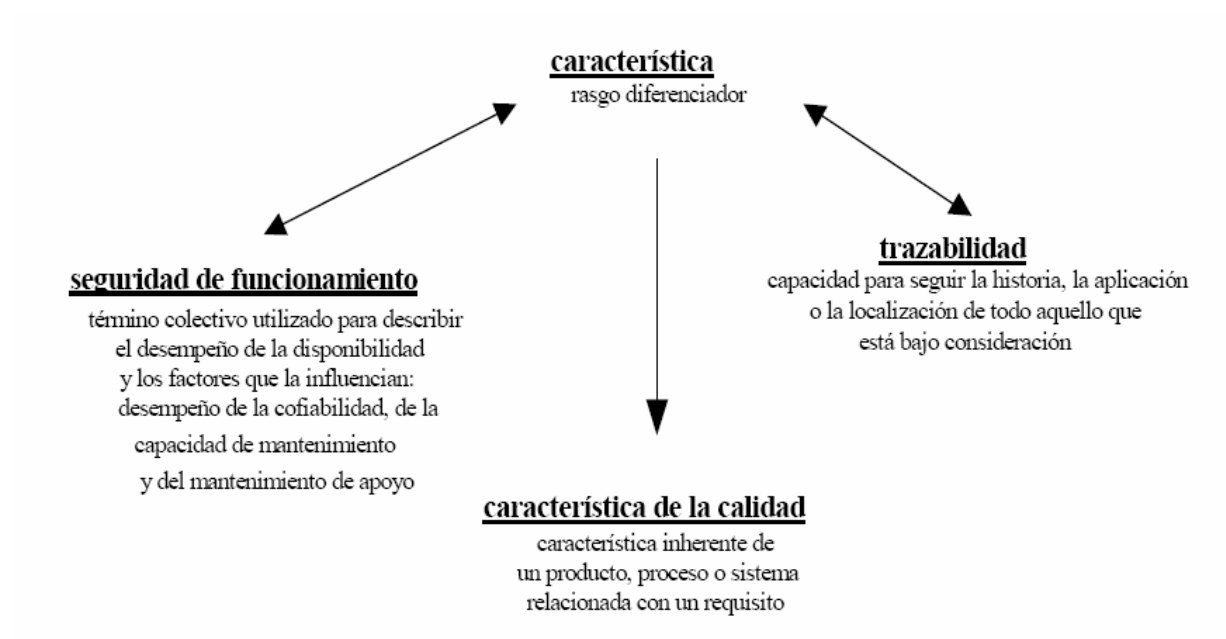 característica
rasgo diferenciador
seguridad de funcionamiento
término colectivo utilizado para describir
el desempeño de la disponibilidad
y los factores que la influencian:
desempeño de la cofiabilidad, de la
capacidad de mantenimiento
y del mantenimiento de apoyo
trazabilidad
capacidad para seguir la historia, la aplicación
o la localización de todo aquello que
está bajo consideración
característica de la calidad
característica inherente de
un producto, proceso o sistema
relacionada con un requisito